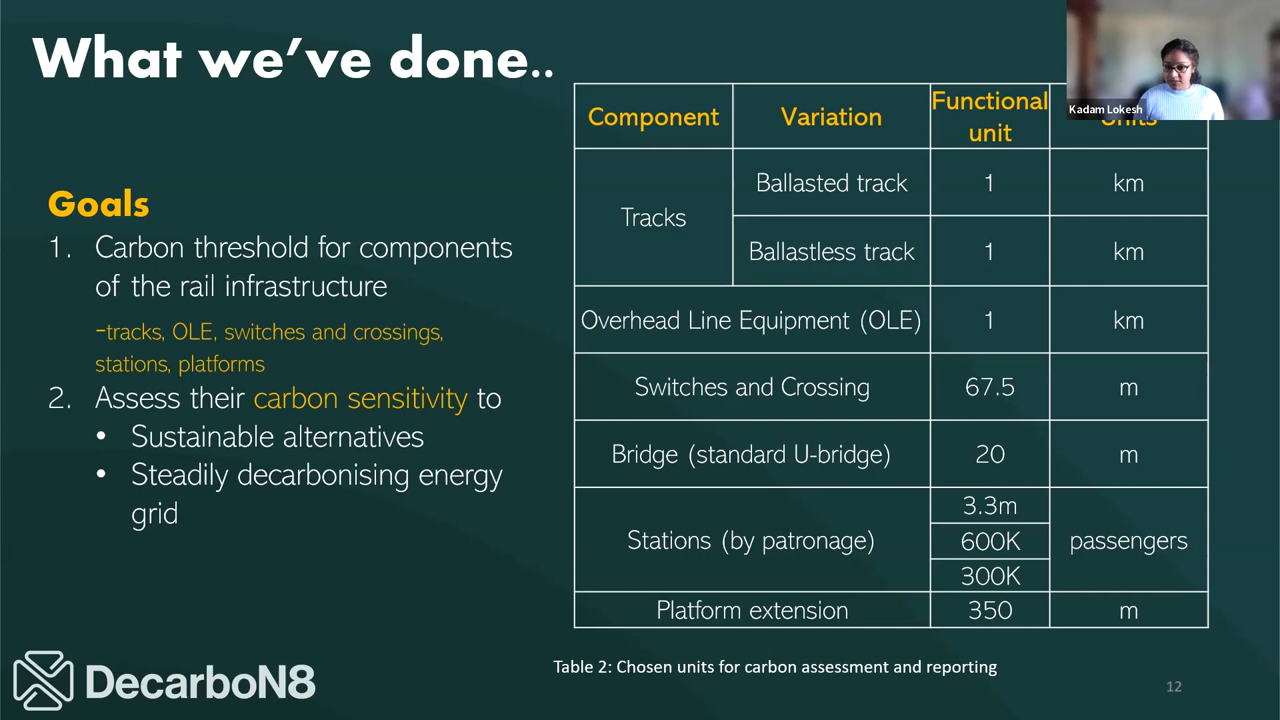 What we've done..
Kadam Lokesh
Goals
1. Carbon threshold for components
of the rail infrastructure
-tracks, OLE, switches and crossings,
stations, platforms
2. Assess their carbon sensitivity to
• Sustainable alternatives
• Steadily decarbonising energy
grid
Component Variation Functional unit Units
Tracks Ballasted track 1 km
Ballastless track 1 km
Overhead Line Equipment (OLE) 1 km
Switches and Crossing 67.5 m
Bridge (standard U-bridge) 20 m
Stations (by patronage) 3.3m passengers
600K
300K
Platform extension 350 m
Table 2: Chosen units for carbon assessment and reporting
DecarboN8
12